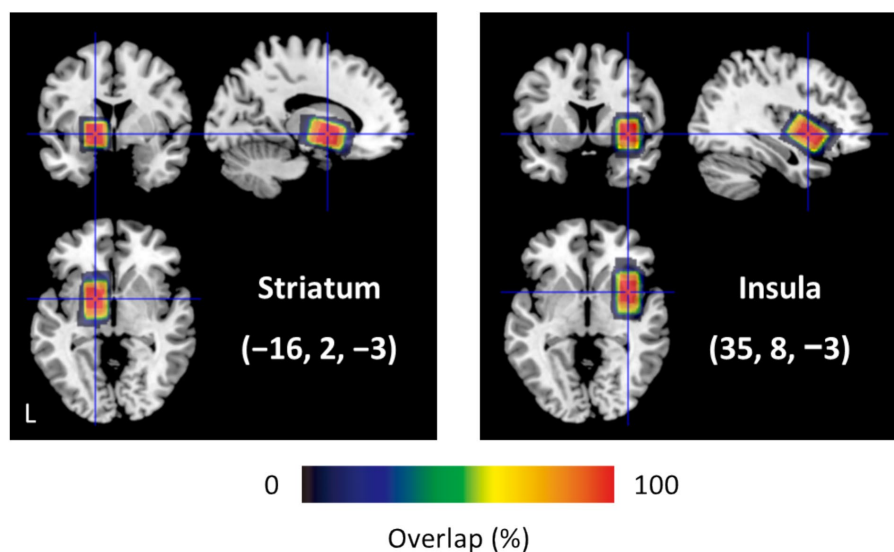 Striatum
(−16, 2, −3)
L
Insula
(35, 8, −3)
0
100
Overlap (%)